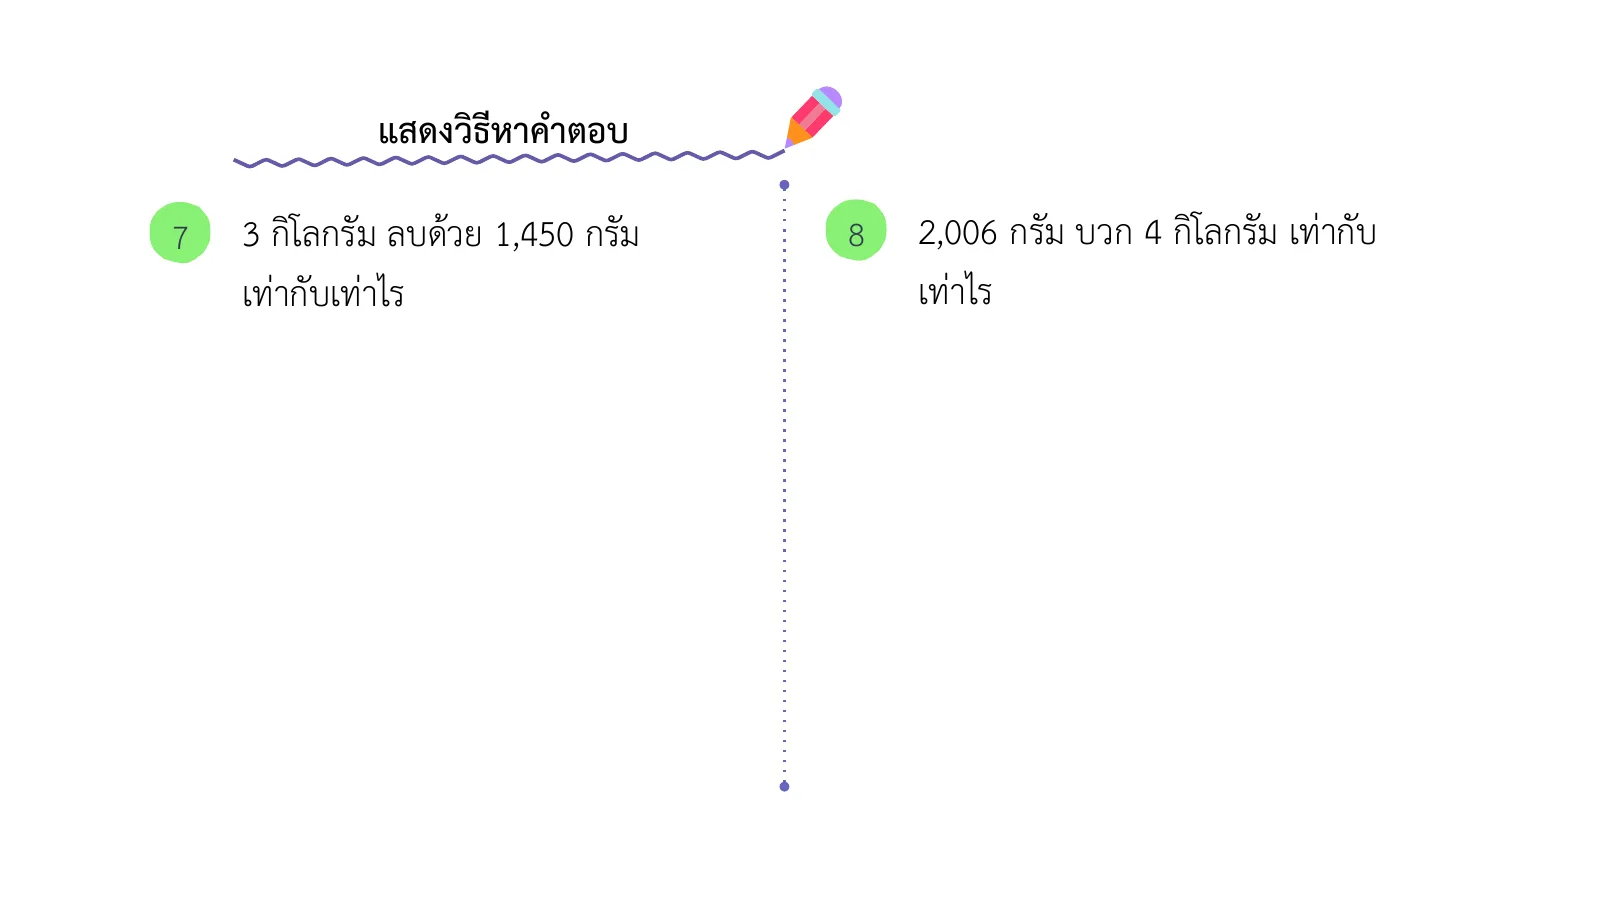 แสดงวิธีหาคำตอบ
7
3 กิโลกรัม ลบด้วย 1,450 กรัม
เท่ากับเท่าไร
8
2,006 กรัม บวก 4 กิโลกรัม เท่ากับ
เท่าไร